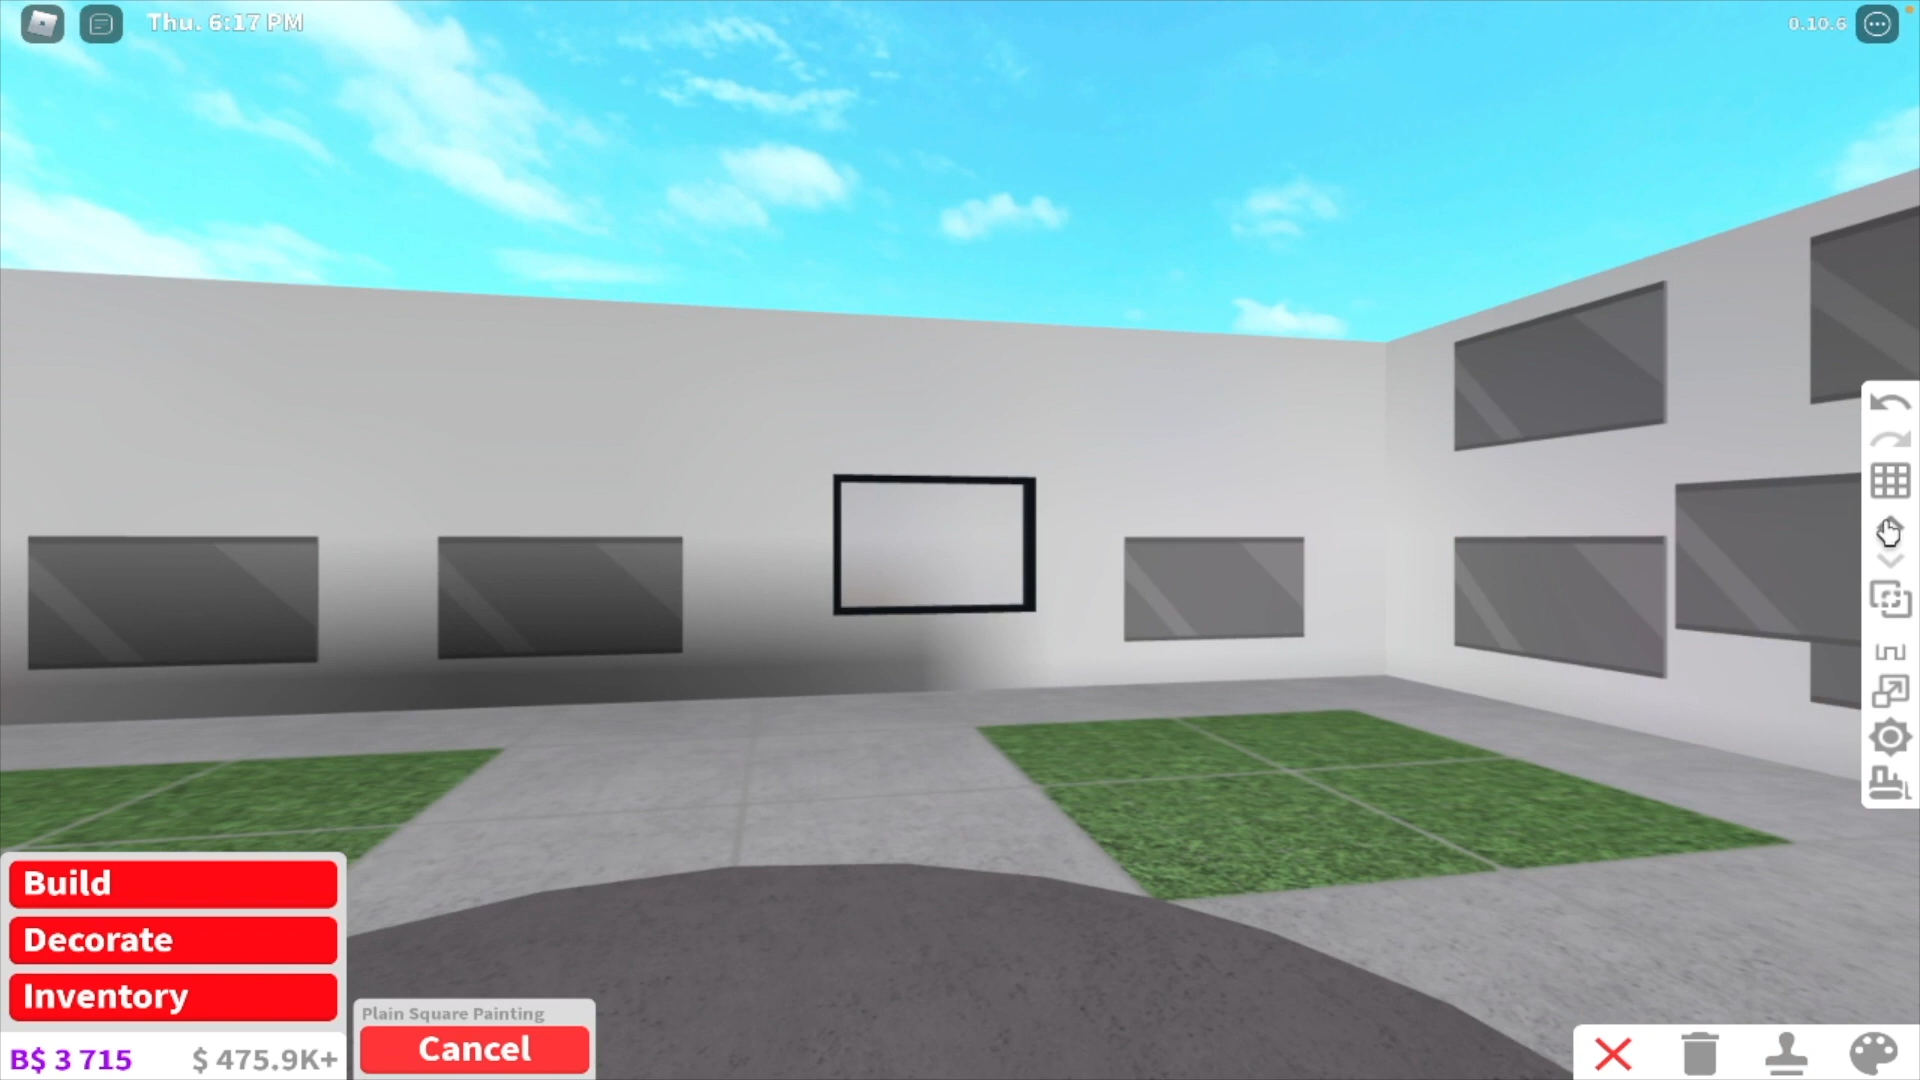 Thu. 6:17 PM
0.10.6
Build
Decorate
Inventory
B$ 3 715
$ 475.9K+
Plain Square Painting
Cancel